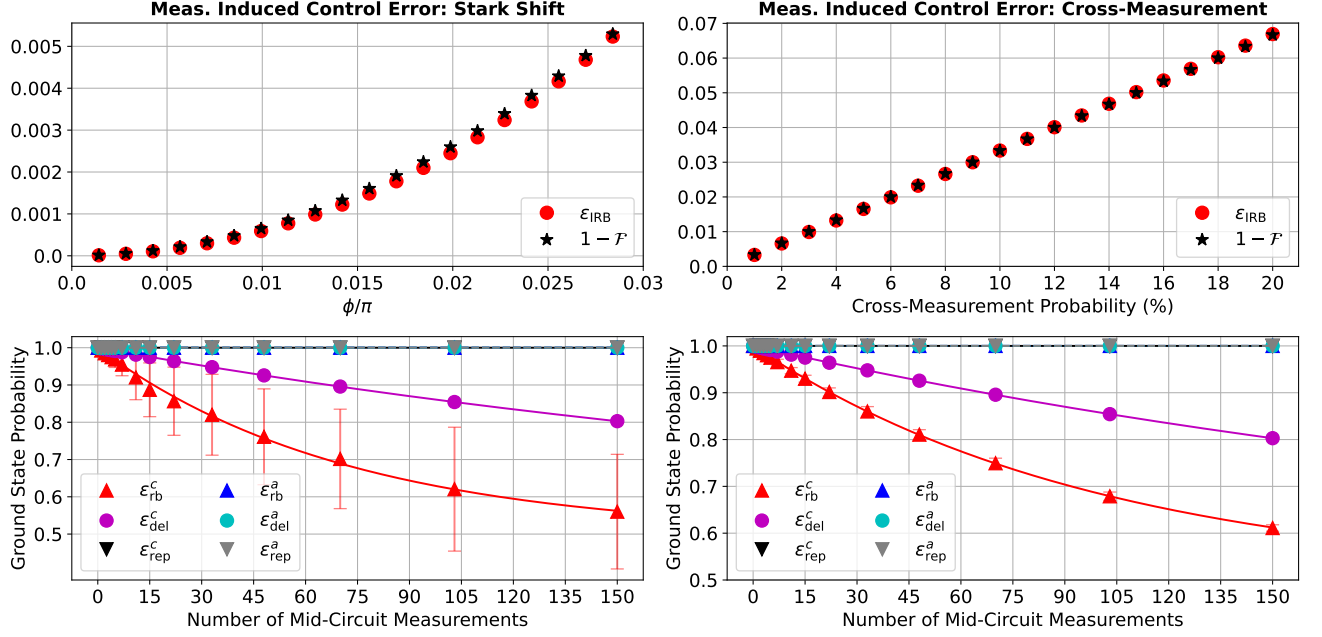 Meas. Induced Control Error: Stark Shift
0.005
0.004
0.003
0.002
0.001
0.0
0.0 0.005 0.01 0.015 0.02 0.025 0.03
ϕ/π
ε_IRB
1 − ℱ
Meas. Induced Control Error: Cross-Measurement
0.07
0.06
0.05
0.04
0.03
0.02
0.01
0.0
0 2 4 6 8 10 12 14 16 18 20
Cross-Measurement Probability (%)
ε_IRB
1 − ℱ
Ground State Probability
1.0
0.9
0.8
0.7
0.6
0.5
0 15 30 45 60 75 90 105 120 135 150
Number of Mid-Circuit Measurements
ε^c_rb ε^a_rb
ε^c_del ε^a_del
ε^c_rep ε^a_rep
Ground State Probability
1.0
0.9
0.8
0.7
0.6
0.5
0 15 30 45 60 75 90 105 120 135 150
Number of Mid-Circuit Measurements
ε^c_rb ε^a_rb
ε^c_del ε^a_del
ε^c_rep ε^a_rep